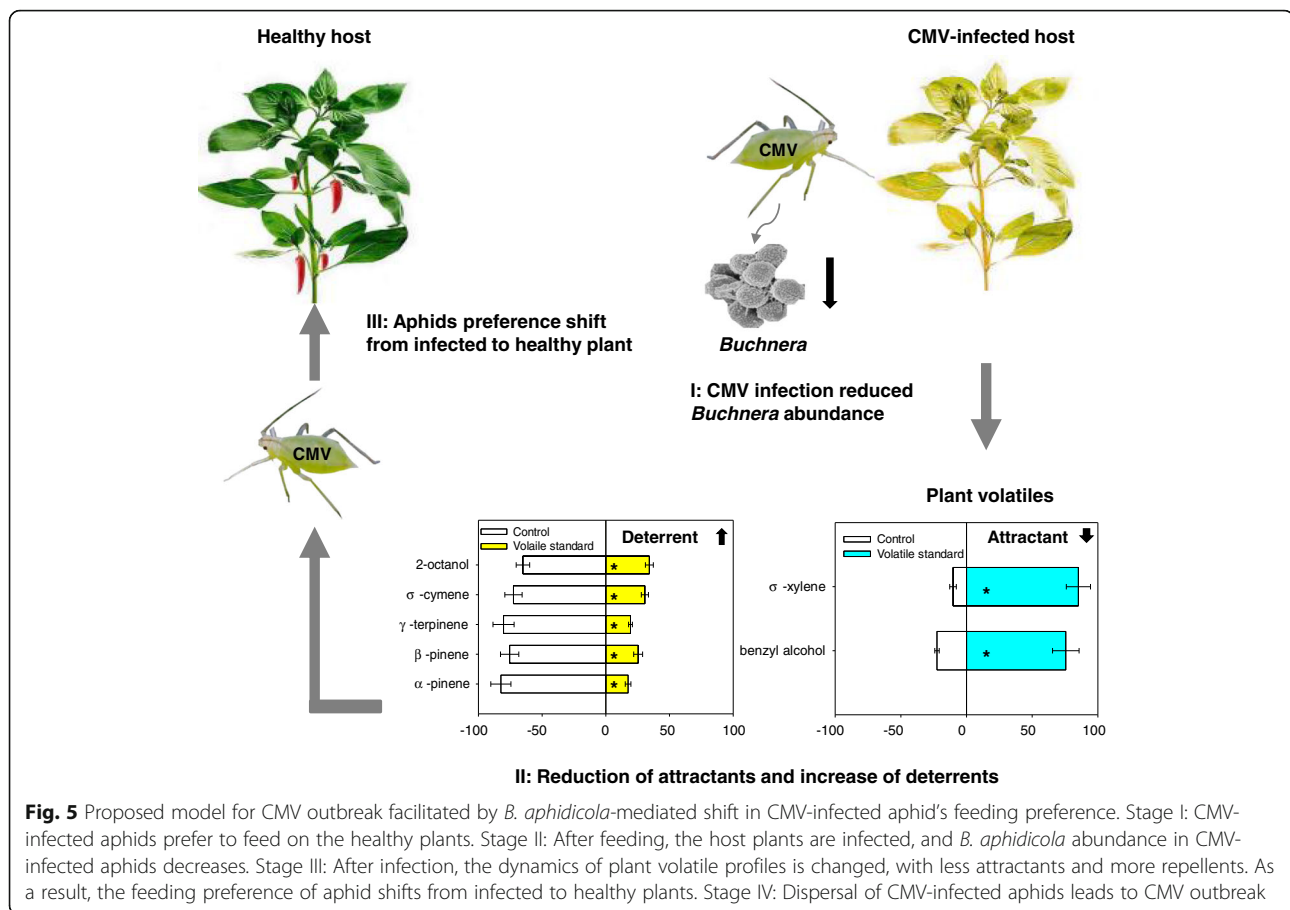 Healthy host
CMV-infected host
CMV
Buchnera
III: Aphids preference shift
from infected to healthy plant
I: CMV infection reduced
Buchnera abundance
CMV
Plant volatiles
Control
Volaile standard
Deterrent
2-octanol
σ -cymene
γ -terpinene
β -pinene
α -pinene
*
*
*
*
*
-100 -50 0 50 100
Control
Volatile standard
Attractant
σ -xylene
benzyl alcohol
*
*
-100 -50 0 50 100
II: Reduction of attractants and increase of deterrents
Fig. 5 Proposed model for CMV outbreak facilitated by B. aphidicola-mediated shift in CMV-infected aphid's feeding preference. Stage I: CMV-
infected aphids prefer to feed on the healthy plants. Stage II: After feeding, the host plants are infected, and B. aphidicola abundance in CMV-
infected aphids decreases. Stage III: After infection, the dynamics of plant volatile profiles is changed, with less attractants and more repellents. As
a result, the feeding preference of aphid shifts from infected to healthy plants. Stage IV: Dispersal of CMV-infected aphids leads to CMV outbreak